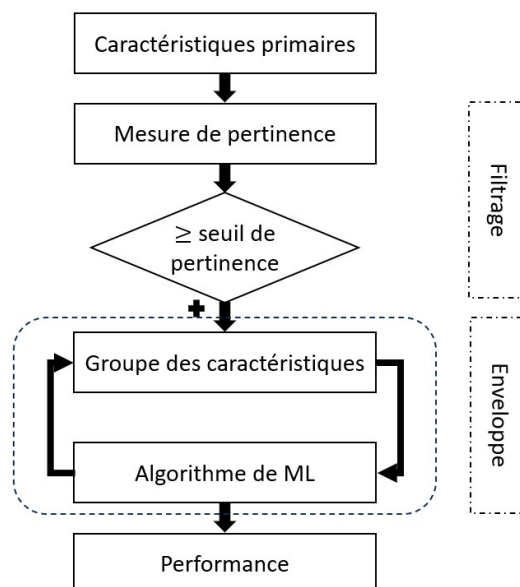 Caractéristiques primaires
Mesure de pertinence
Filtrage
≥ seuil de
pertinence
+
Groupe des caractéristiques
Enveloppe
Algorithme de ML
Performance